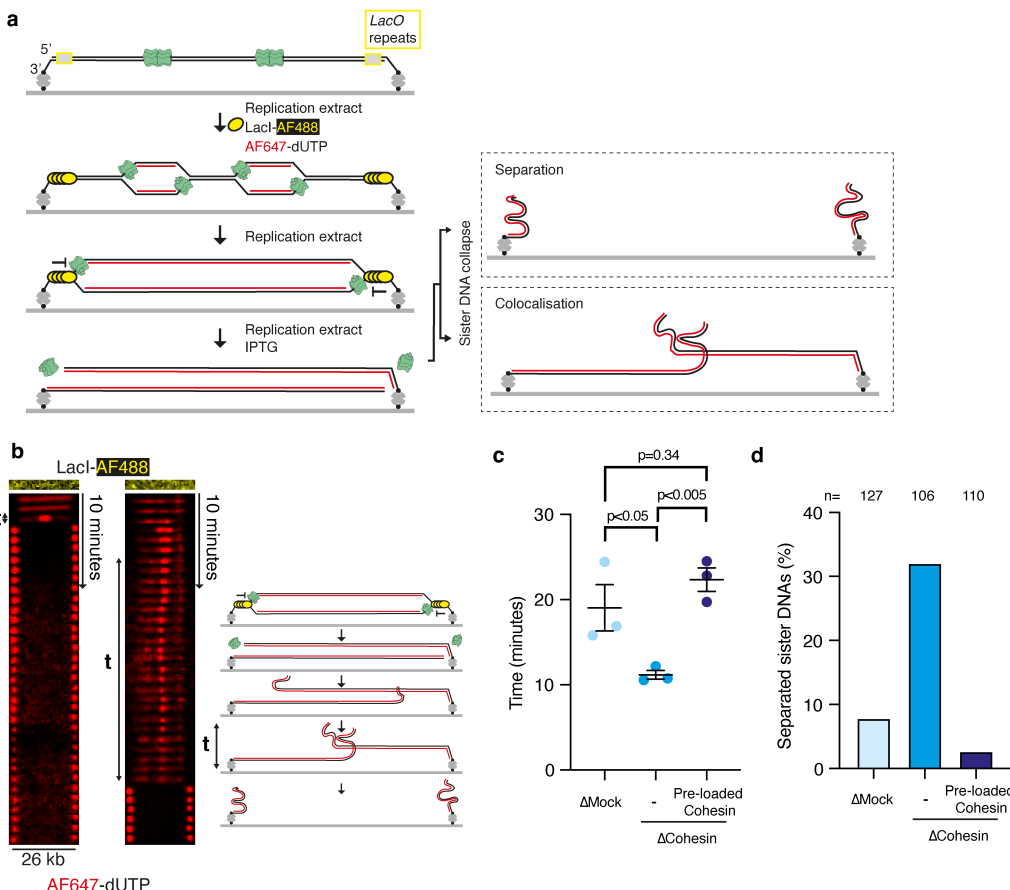 a
LacO
repeats
5'
3'
Replication extract
LacI-AF488
AF647-dUTP
Replication extract
Replication extract
IPTG
Sister DNA collapse
Separation
Colocalisation
b
LacI-AF488
10 minutes
10 minutes
t
t
26 kb
AF647-dUTP
c
p=0.34
p<0.005
p<0.05
Time (minutes)
30
20
10
0
ΔMock
-
Pre-loaded
Cohesin
ΔCohesin
d
n= 127 106 110
Separated sister DNAs (%)
40
30
20
10
0
ΔMock
-
Pre-loaded
Cohesin
ΔCohesin